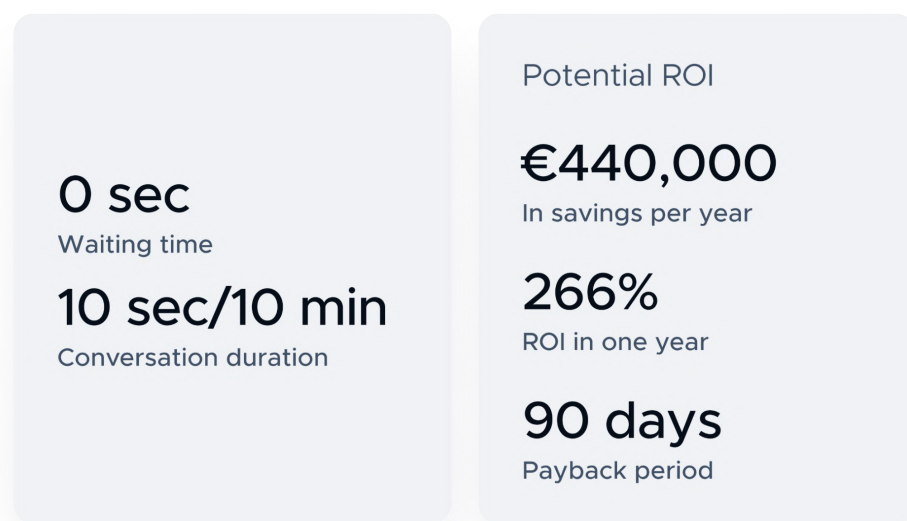 0 sec
Waiting time
10 sec/10 min
Conversation duration
Potential ROI
€440,000
In savings per year
266%
ROI in one year
90 days
Payback period